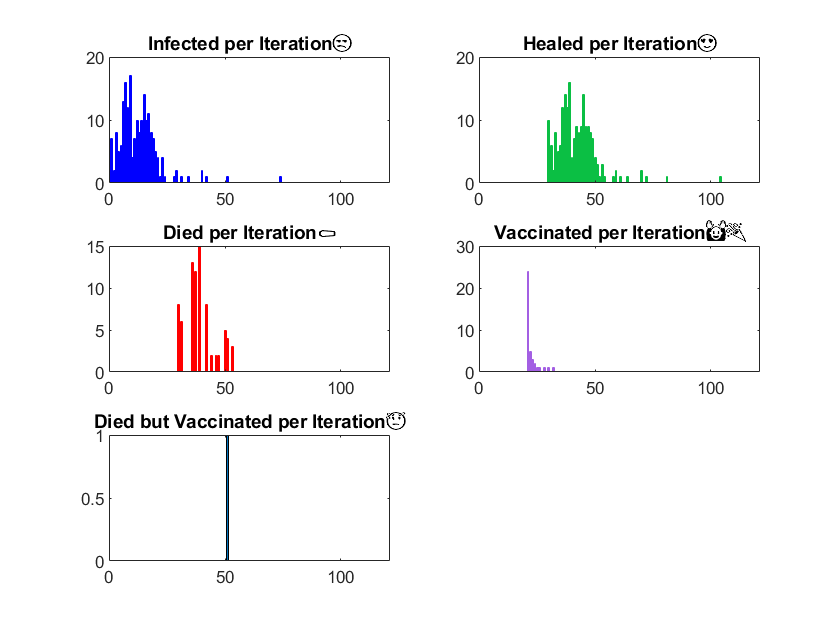 Infected per Iteration😒 Healed per Iteration😍
20 20
10 10
0 0
0 50 100 0 50 100
Died per Iteration⚰ Vaccinated per Iteration🙌🎉
15 30
10 20
5 10
0 0
0 50 100 0 50 100
Died but Vaccinated per Iteration🤯
1
0.5
0
0 50 100